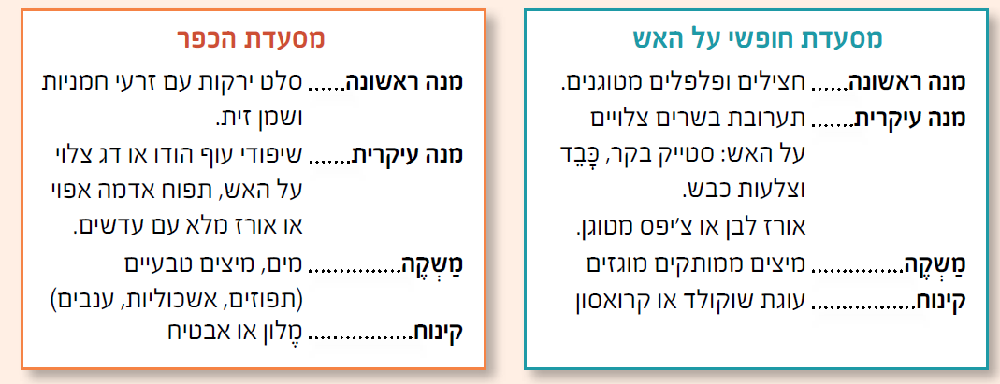 מסעדת חופשי על האש
מנה ראשונה...... חצילים ופלפלים מטוגנים.
מנה עיקרית....... תערובת בשרים צלויים
על האש: סטייק בקר, כָּבֵד
וצלעות כבש.
אורז לבן או צ'יפס מטוגן.
מַשְׁקֶה............... מיצים ממותקים מוגזים
קינוח................. עוגת שוקולד או קרואסון
מסעדת הכפר
מנה ראשונה...... סלט ירקות עם זרעי חמניות
ושמן זית.
מנה עיקרית....... שיפודי עוף הודו או דג צלוי
על האש, תפוח אדמה אפוי
או אורז מלא עם עדשים.
מַשְׁקֶה............... מים, מיצים טבעיים
(תפוזים, אשכוליות, ענבים)
קינוח................. מֶלון או אבטיח